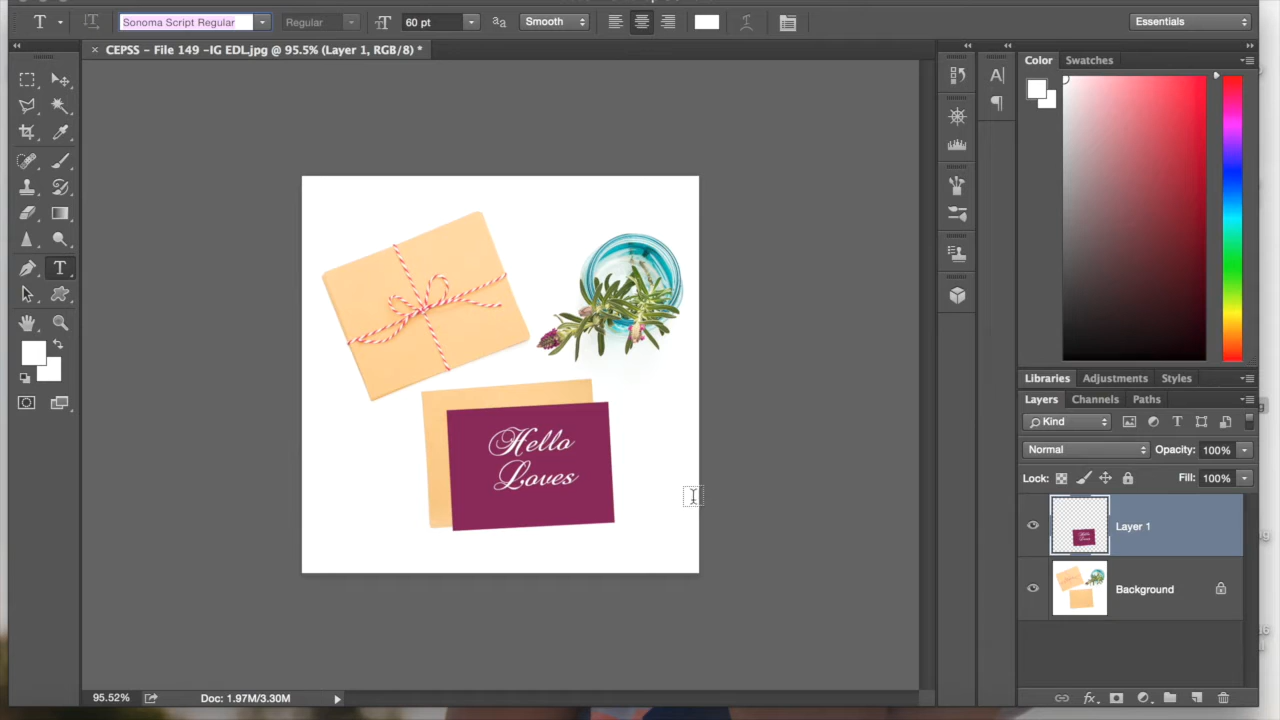 Sonoma Script Regular
Regular
60 pt
aa
Smooth
Essentials
CEPSS – File 149 –IG EDL.jpg @ 95.5% (Layer 1, RGB/8) *
Color
Swatches
Libraries
Adjustments
Styles
Layers
Channels
Paths
Kind
Normal
Opacity: 100%
Lock:
Fill: 100%
Layer 1
Background
Hello
Loves
95.52%
Doc: 1.97M/3.30M